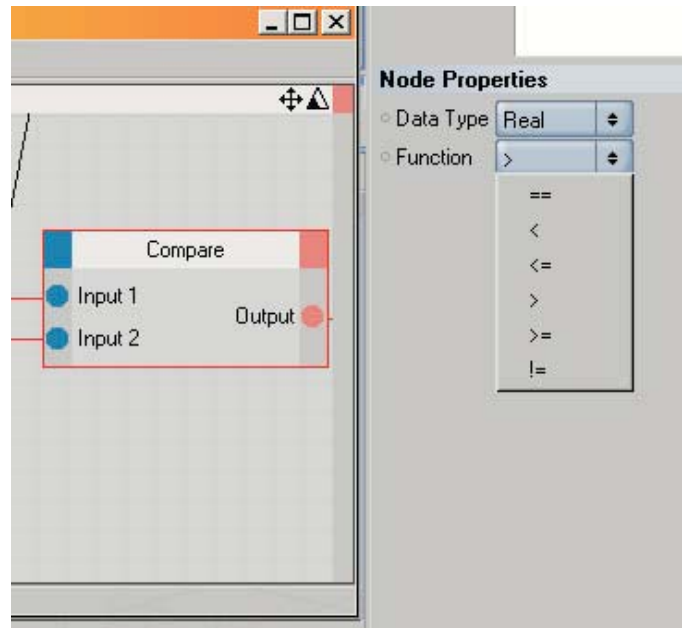 Node Properties
Data Type Real
Function >
==
<
<=
>
>=
!=
Compare
Input 1
Output
Input 2